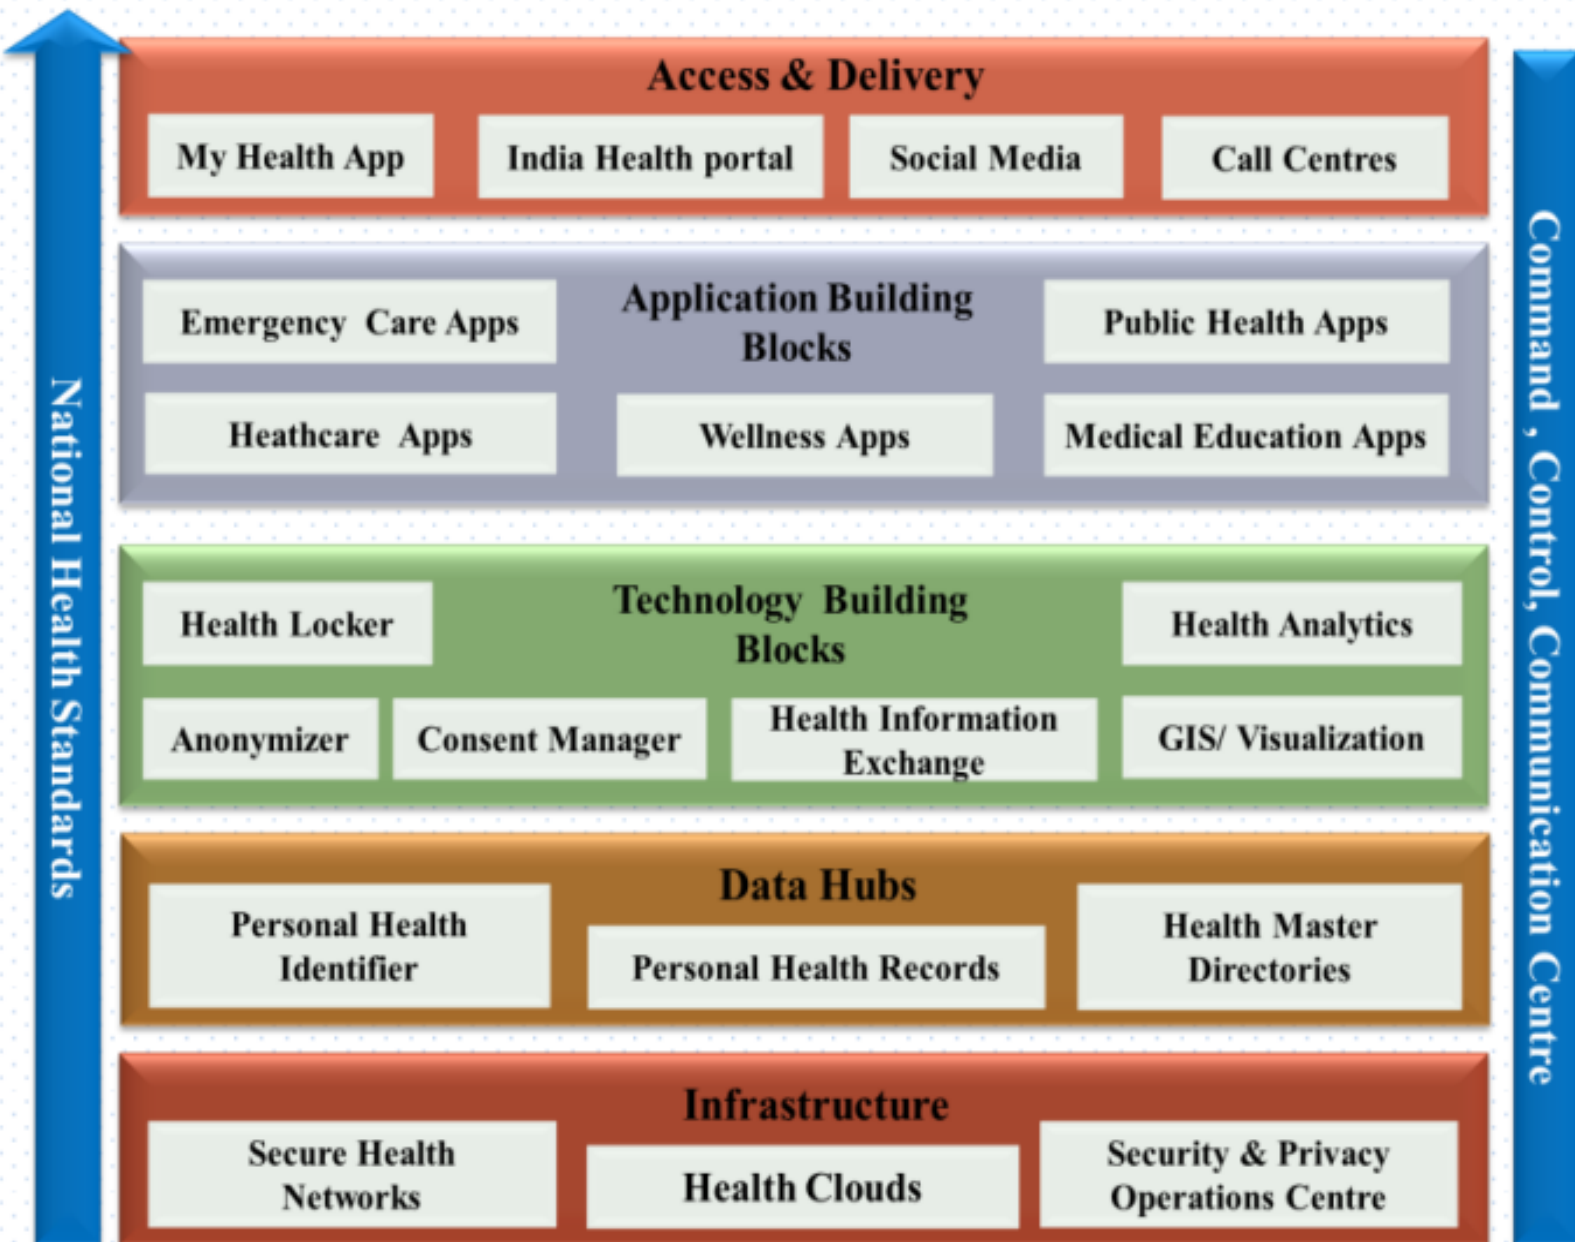 Access & Delivery
My Health App
India Health portal
Social Media
Call Centres
Application Building
Blocks
Emergency Care Apps
Public Health Apps
Heathcare Apps
Wellness Apps
Medical Education Apps
Technology Building
Blocks
Health Locker
Health Analytics
Anonymizer
Consent Manager
Health Information
Exchange
GIS/ Visualization
Data Hubs
Personal Health
Identifier
Personal Health Records
Health Master
Directories
Infrastructure
Secure Health
Networks
Health Clouds
Security & Privacy
Operations Centre
National Health Standards
Command , Control, Communication Centre